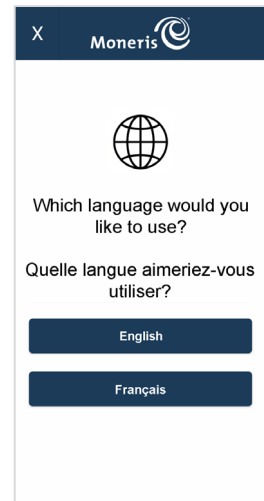 X
Moneris
Which language would you
like to use?
Quelle langue aimeriez-vous
utiliser?
English
Français